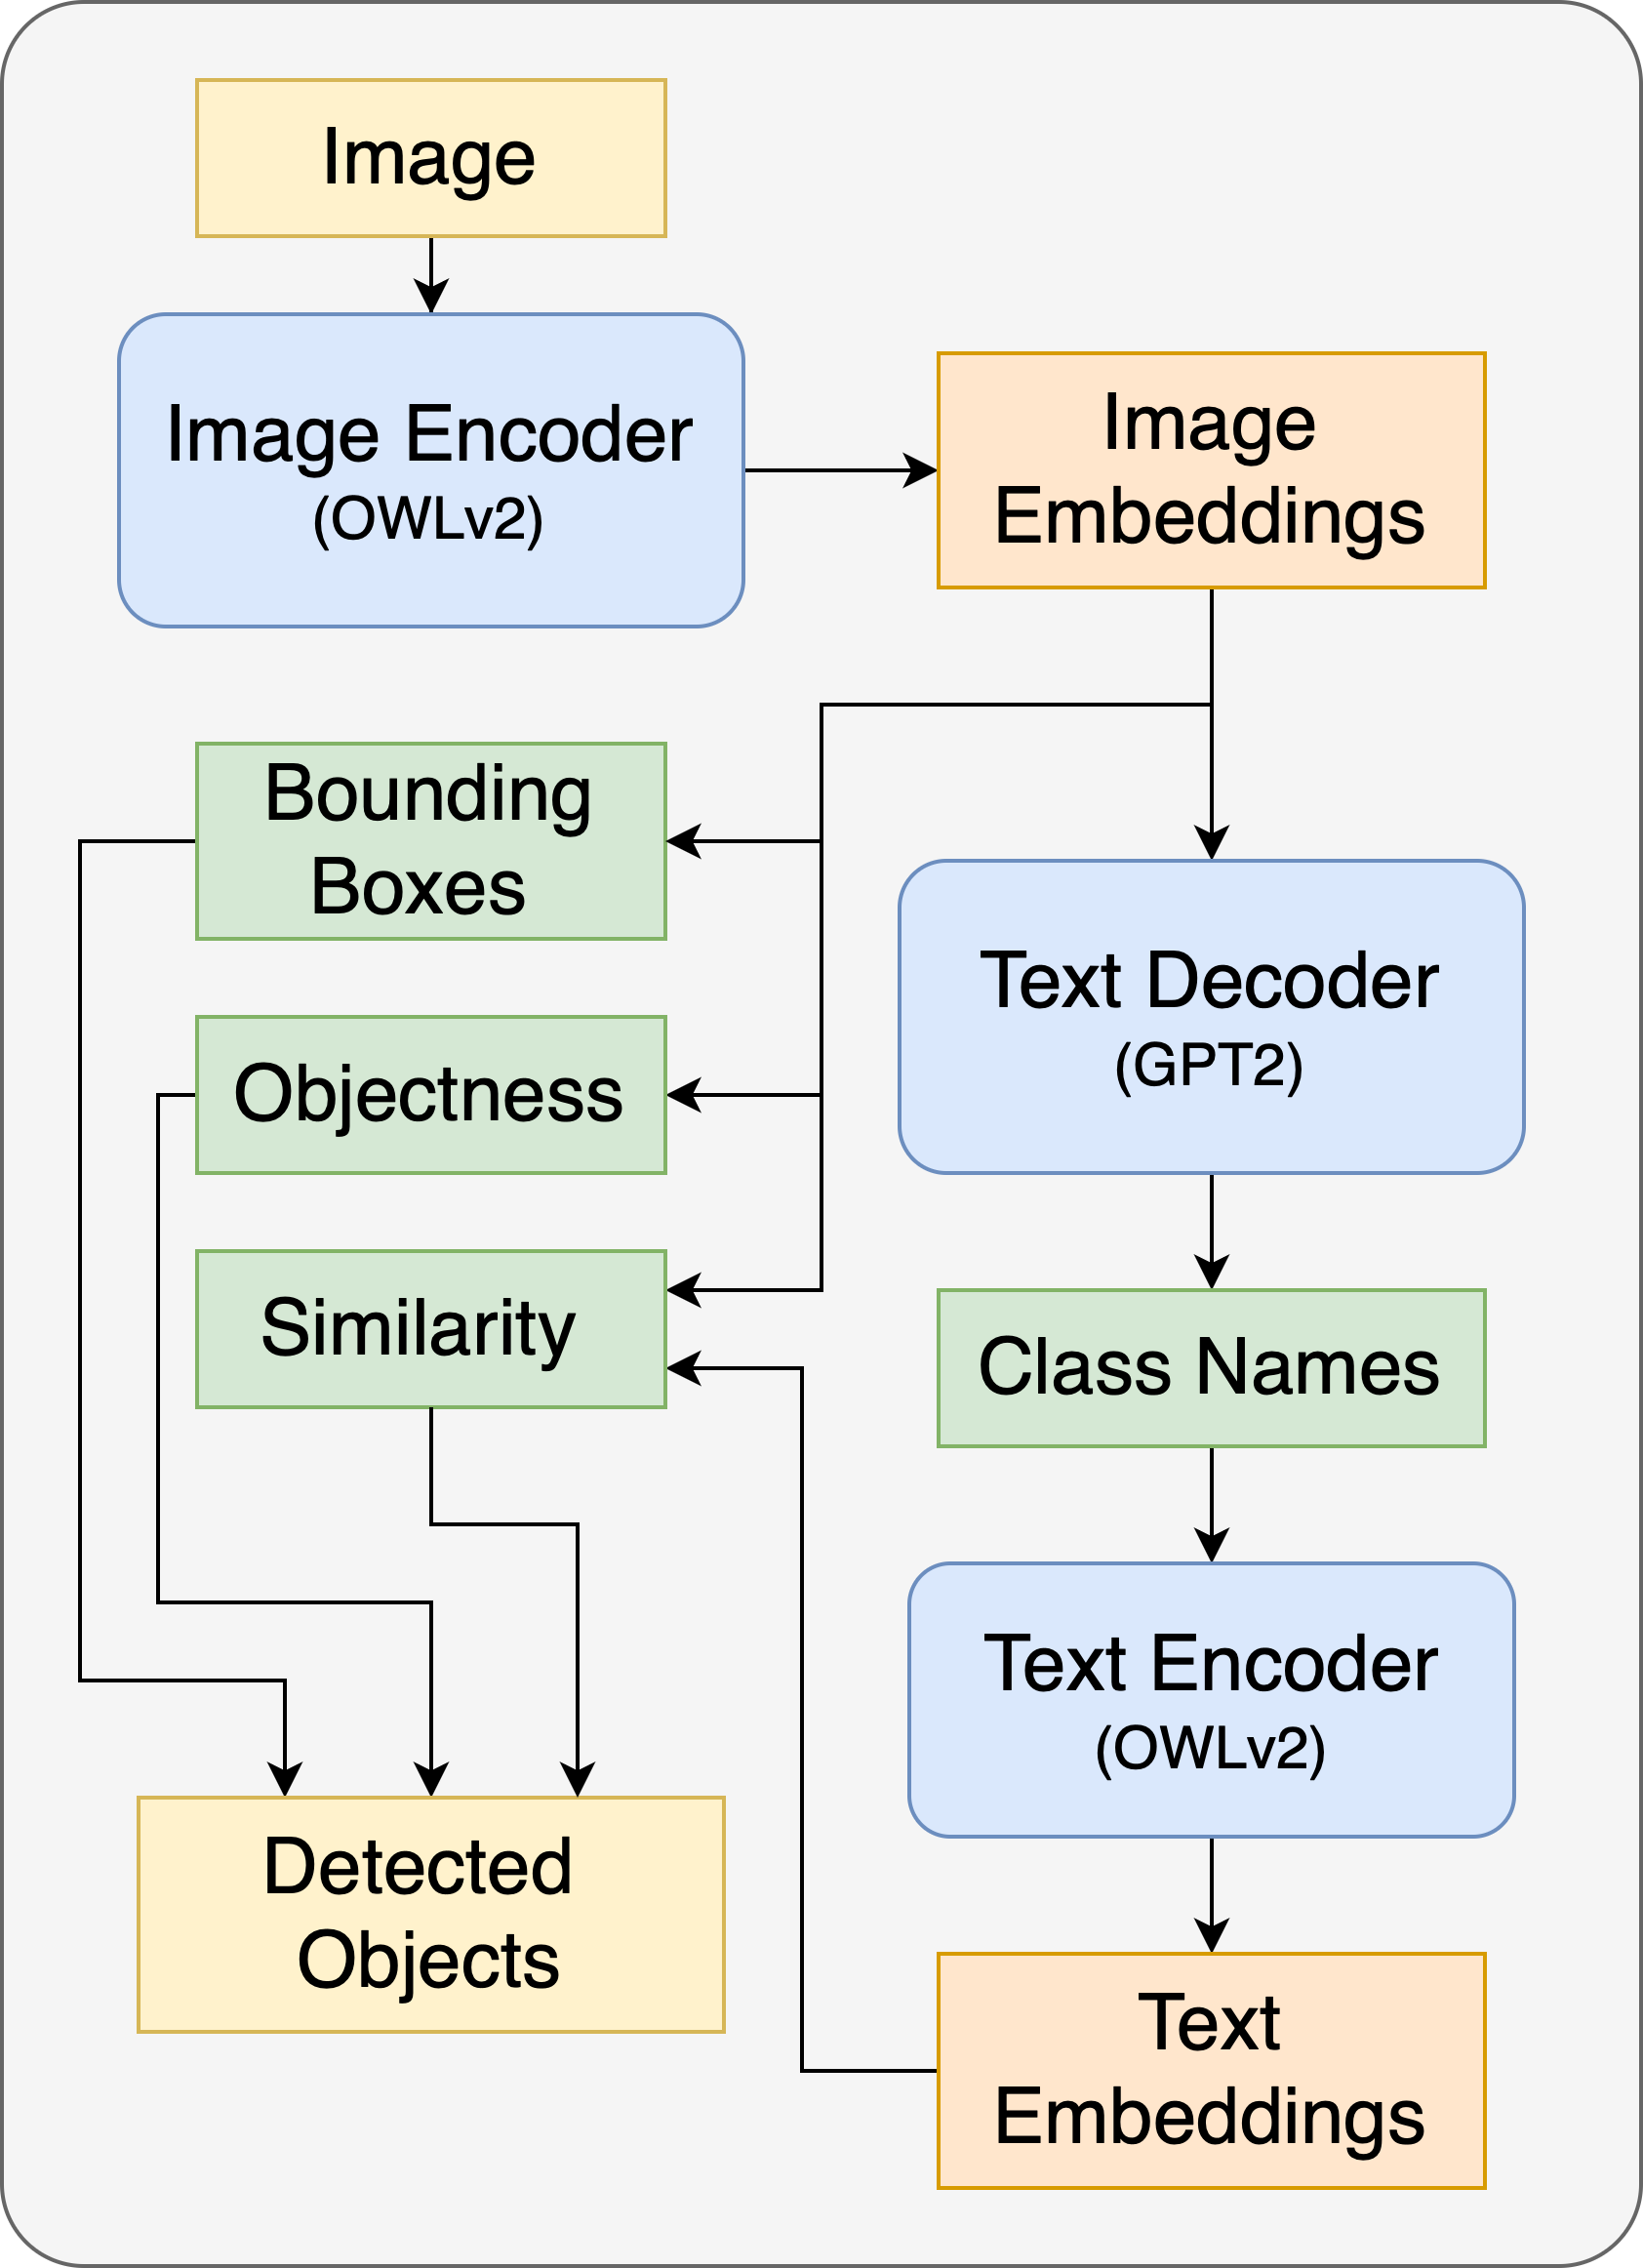 Image
Image Encoder
(OWLv2)
Image
Embeddings
Bounding
Boxes
Objectness
Similarity
Text Decoder
(GPT2)
Class Names
Text Encoder
(OWLv2)
Detected
Objects
Text
Embeddings